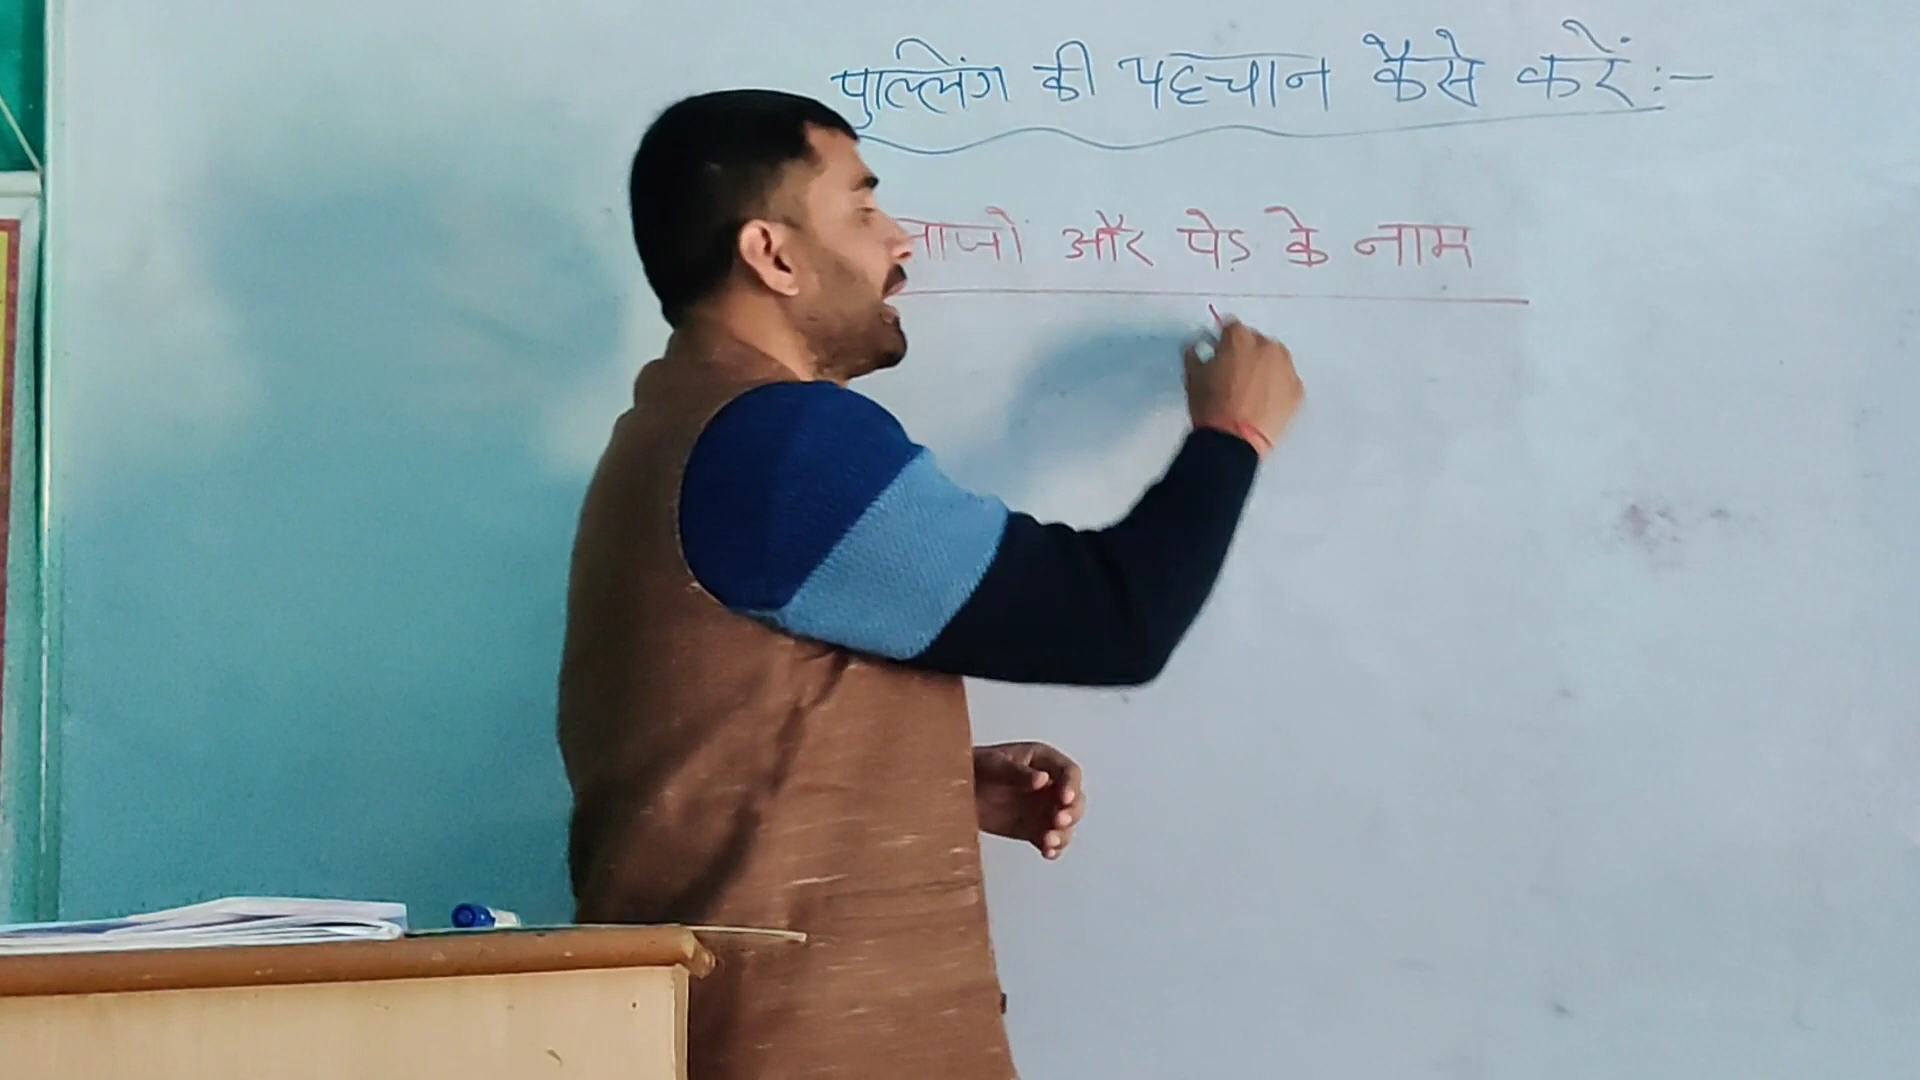 पुल्लिंग की पहचान कैसे करें :-
और पेड़ के नाम